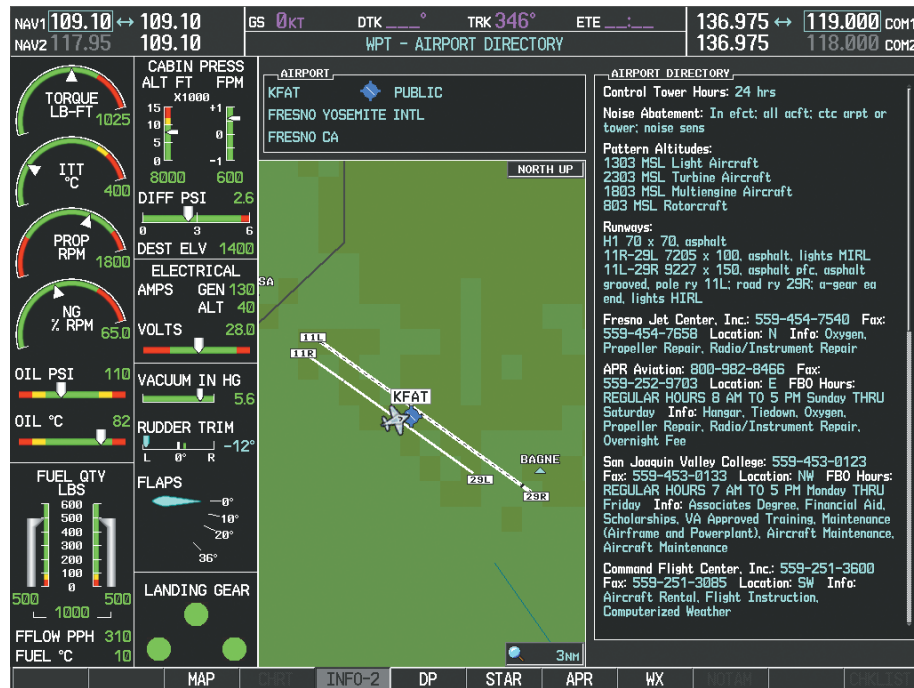 NAV1 109.10 ↔ 109.10
NAV2 117.95 109.10
GS 0KT DTK ___° TRK 346° ETE __:__
WPT - AIRPORT DIRECTORY
136.975 ↔ 119.000 COM1
136.975 118.000 COM2
TORQUE
LB-FT
1025
ITT
°C
400
PROP
RPM
1800
NG
% RPM
65.0
OIL PSI 110
OIL °C 82
FUEL QTY
LBS
600
500
400
300
200
100
0
500 500
1000
FFLOW PPH 310
FUEL °C 10
CABIN PRESS
ALT FT FPM
X1000
15 +1
10
5 0
0 -1
8000 600
DIFF PSI 2.6
0 3 6
DEST ELV 1400
ELECTRICAL
AMPS GEN 130
ALT 40
VOLTS 28.0
VACUUM IN HG
5.6
RUDDER TRIM
-12°
L 0° R
FLAPS
0°
10°
20°
36°
LANDING GEAR
AIRPORT
KFAT PUBLIC
FRESNO YOSEMITE INTL
FRESNO CA
NORTH UP
SA
11L
11R
KFAT
BAGNE
29L
29R
3NM
AIRPORT DIRECTORY
Control Tower Hours: 24 hrs
Noise Abatement: In efct; all acft; ctc arpt or
tower; noise sens
Pattern Altitudes:
1303 MSL Light Aircraft
2303 MSL Turbine Aircraft
1803 MSL Multiengine Aircraft
803 MSL Rotorcraft
Runways:
H1 70 x 70, asphalt
11R-29L 7205 x 100, asphalt, lights MIRL
11L-29R 9227 x 150, asphalt pfc, asphalt
grooved, pole ry 11L; road ry 29R; a-gear ea
end, lights HIRL
Fresno Jet Center, Inc.: 559-454-7540 Fax:
559-454-7658 Location: N Info: Oxygen,
Propeller Repair, Radio/Instrument Repair
APR Aviation: 800-982-8466 Fax:
559-252-9703 Location: E FBO Hours:
REGULAR HOURS 8 AM TO 5 PM Sunday THRU
Saturday Info: Hangar, Tiedown, Oxygen,
Propeller Repair, Radio/Instrument Repair,
Overnight Fee
San Joaquin Valley College: 559-453-0123
Fax: 559-453-0133 Location: NW FBO Hours:
REGULAR HOURS 7 AM TO 5 PM Monday THRU
Friday Info: Associates Degree, Financial Aid,
Scholarships, VA Approved Training, Maintenance
(Airframe and Powerplant), Aircraft Maintenance,
Aircraft Maintenance
Command Flight Center, Inc.: 559-251-3600
Fax: 559-251-3085 Location: SW Info:
Aircraft Rental, Flight Instruction,
Computerized Weather
MAP CHRT INFO-2 DP STAR APR WX NOTAM CHKLIST